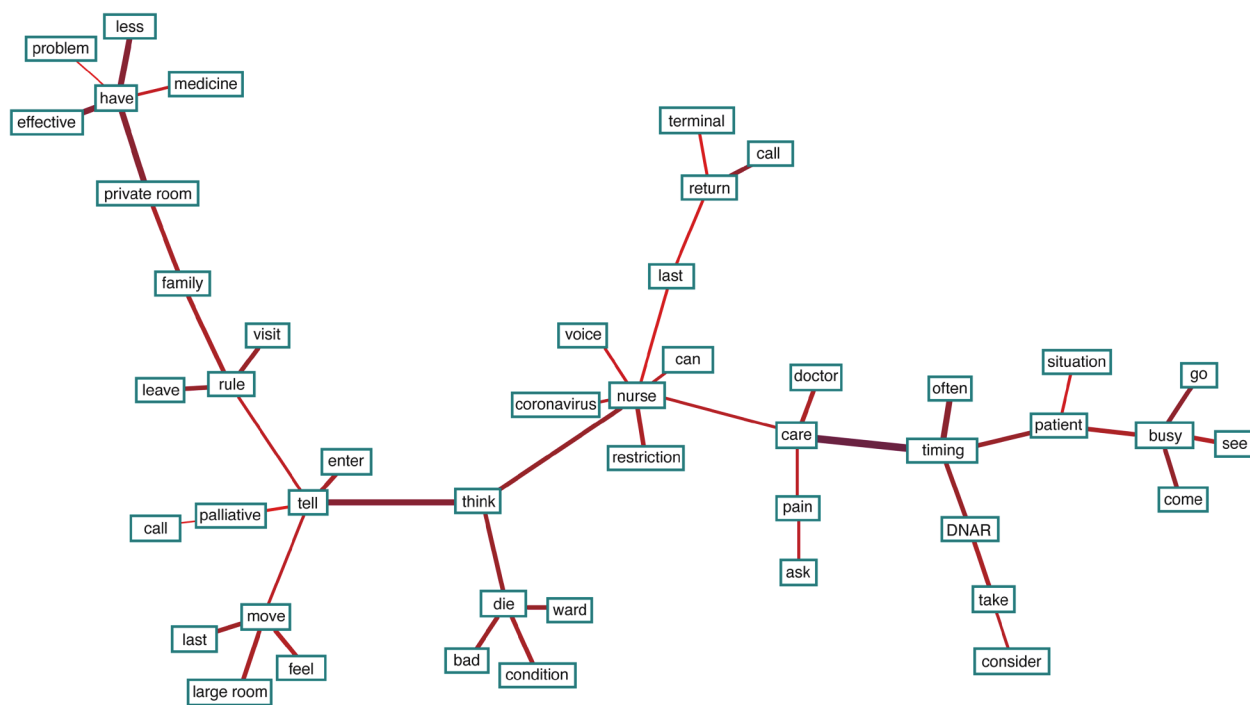 less
problem
medicine
have
effective
terminal
call
private room
return
family
last
visit
voice
can
situation
go
doctor
often
rule
leave
nurse
coronavirus
patient
care
busy
see
timing
restriction
enter
tell
think
come
pain
palliative
call
DNAR
ask
take
die
ward
move
last
bad
feel
condition
consider
large room